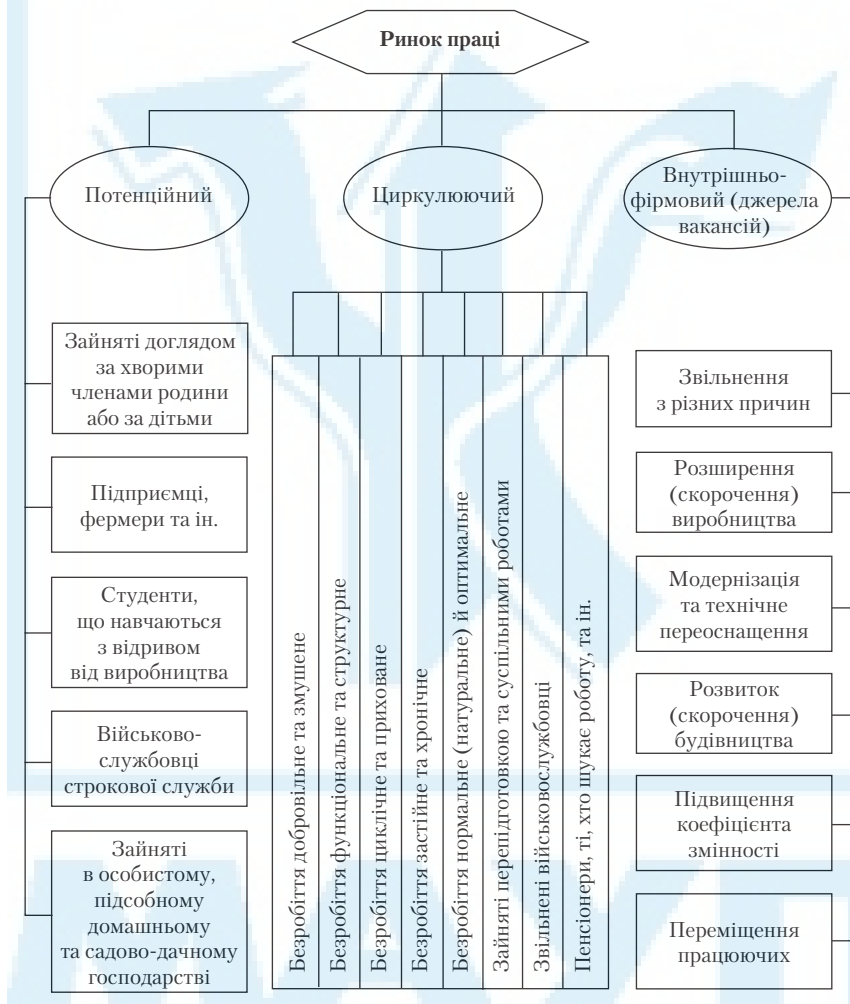 Ринок праці
Потенційний
Циркулюючий
Внутрішньо-
фірмовий (джерела
вакансій)
Зайняті доглядом
за хворими
членами родини
або за дітьми
Підприємці,
фермери та ін.
Студенти,
що навчаються
з відривом
від виробництва
Військово-
службовці
строкової служби
Зайняті
в особистому,
підсобному
домашньому
та садово-дачному
господарстві
Безробіття добровільне та змушене
Безробіття функціональне та структурне
Безробіття циклічне та приховане
Безробіття застійне та хронічне
Безробіття нормальне (натуральне) й оптимальне
Зайняті перепідготовкою та суспільними роботами
Звільнені військовослужбовці
Пенсіонери, ті, хто шукає роботу, та ін.
Звільнення
з різних причин
Розширення
(скорочення)
виробництва
Модернізація
та технічне
переоснащення
Розвиток
(скорочення)
будівництва
Підвищення
коефіцієнта
змінності
Переміщення
працюючих
МАУП